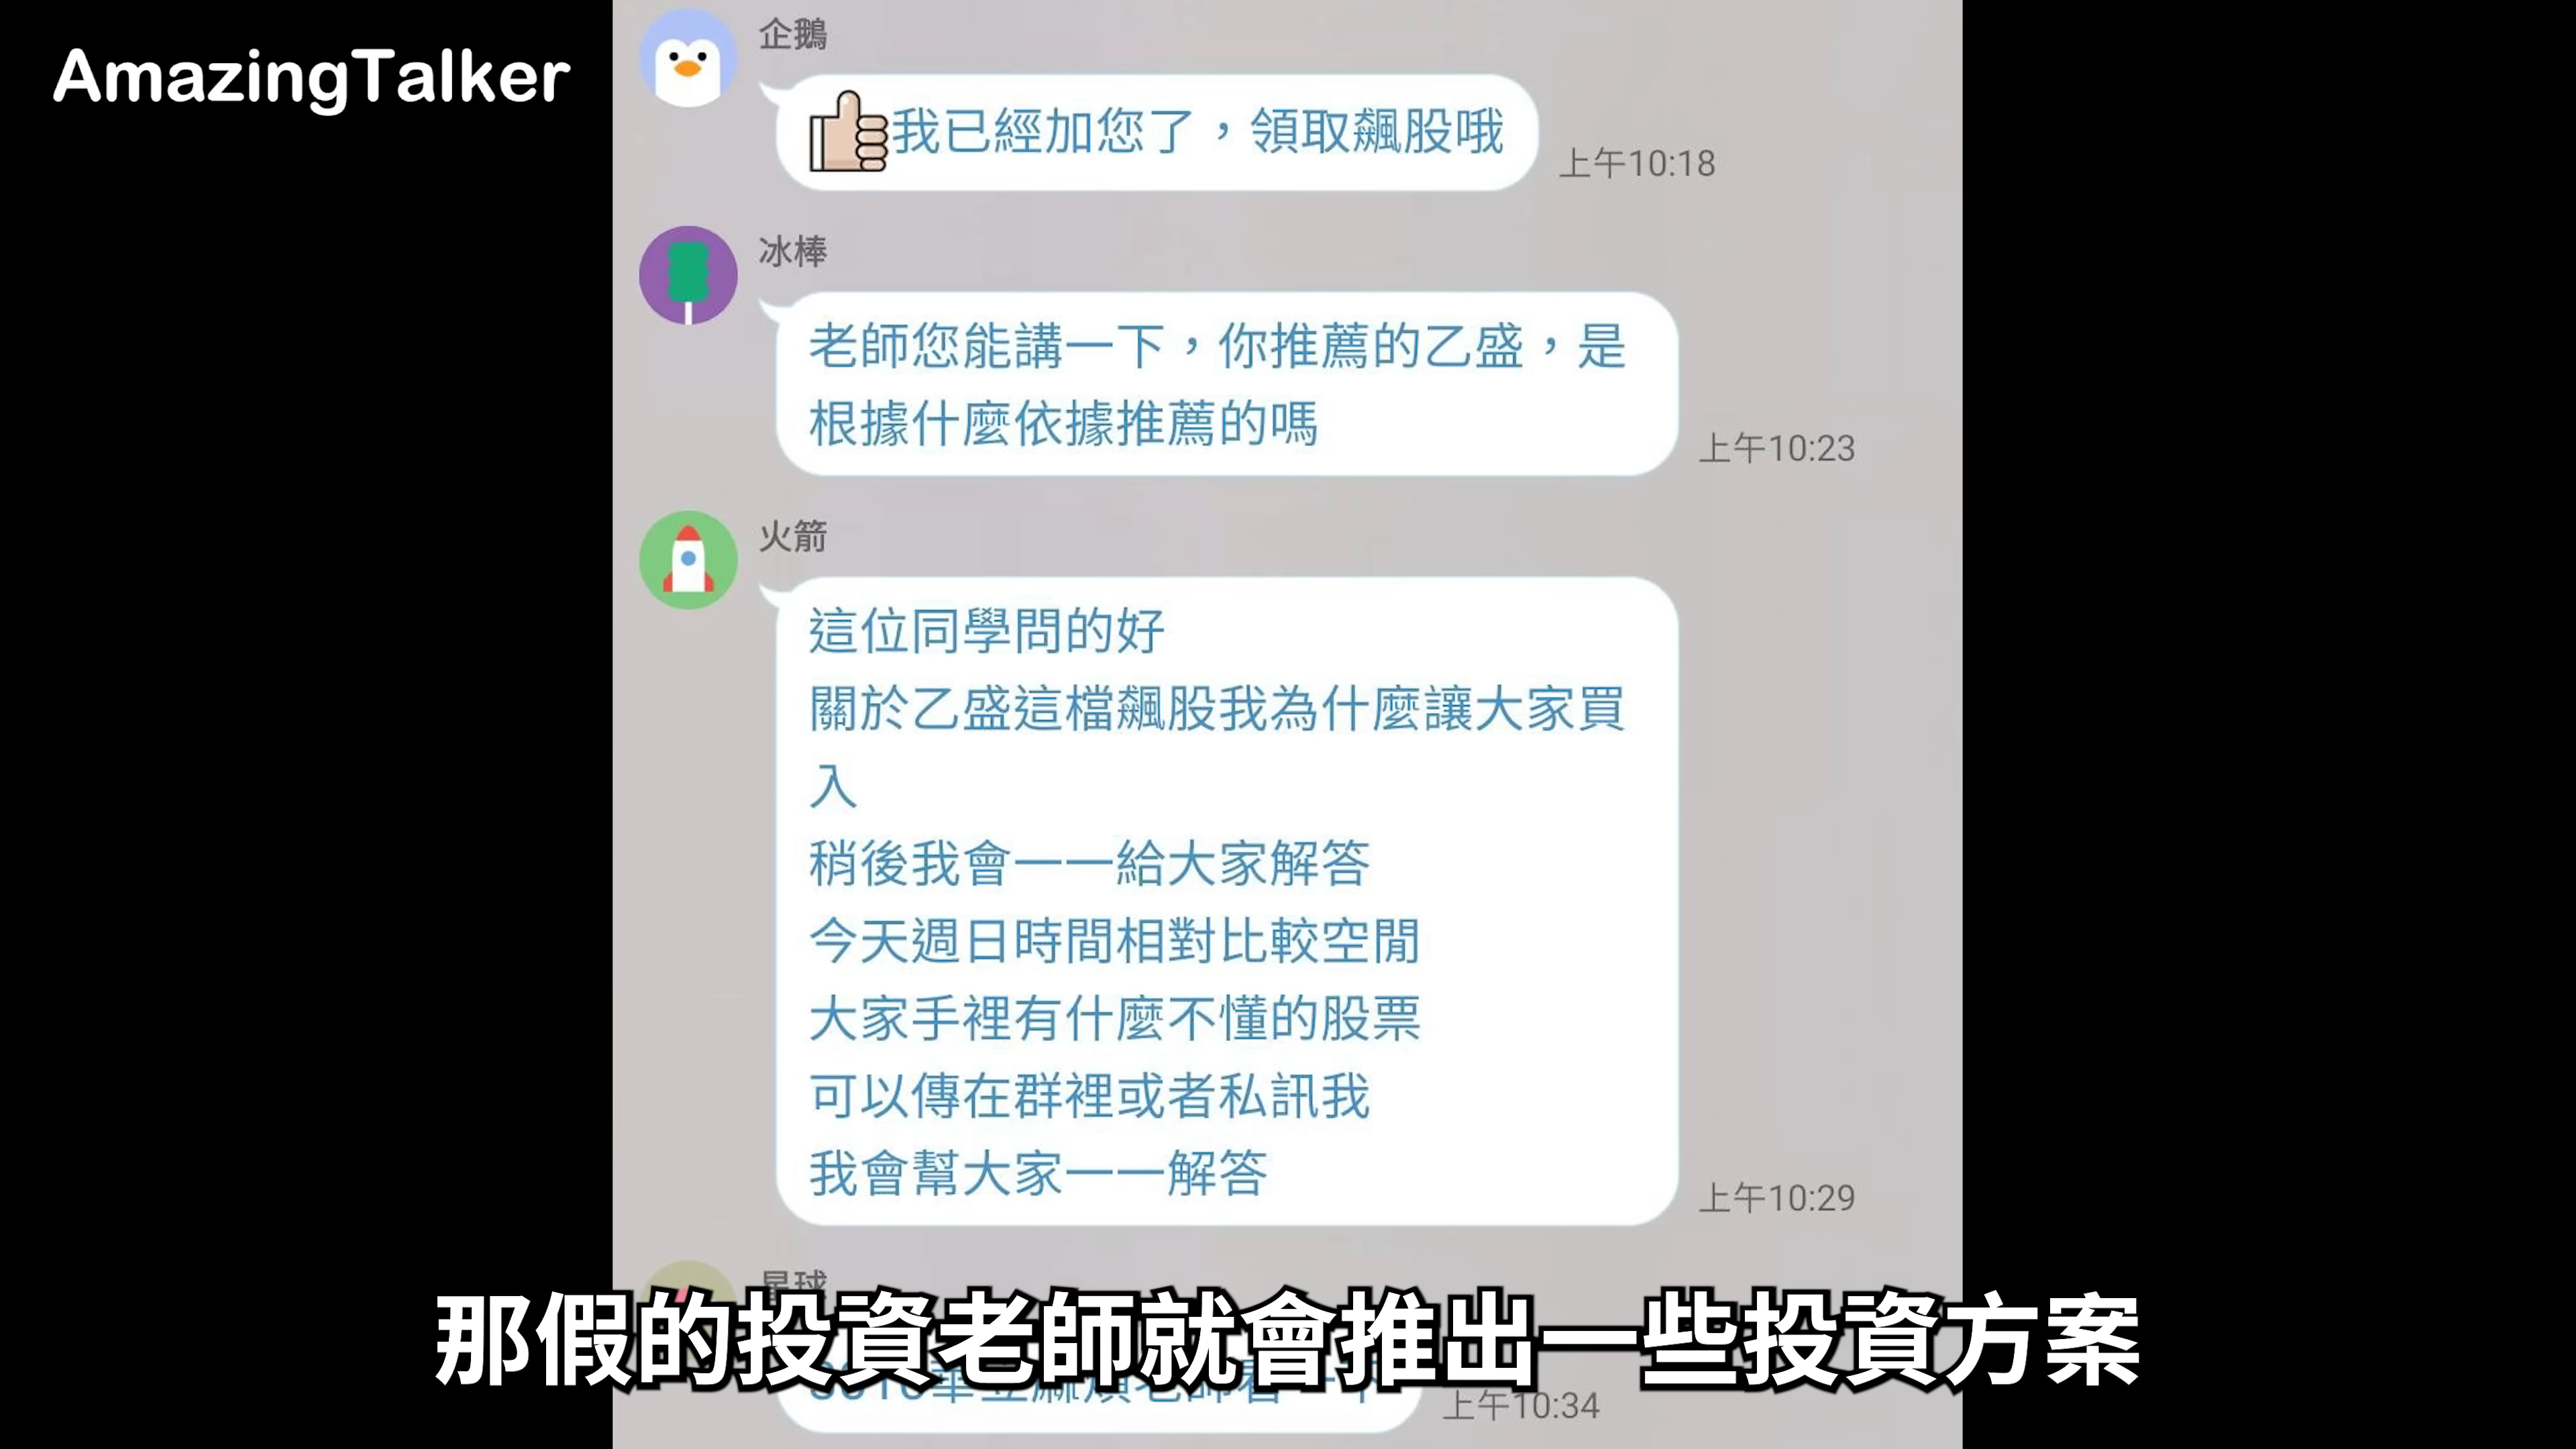 AmazingTalker
企鵝
👍我已經加您了，領取飆股哦
上午10:18
冰棒
老師您能講一下，你推薦的乙盛，是
根據什麼依據推薦的嗎
上午10:23
火箭
這位同學問的好
關於乙盛這檔飆股我為什麼讓大家買
入
稍後我會一一給大家解答
今天週日時間相對比較空閒
大家手裡有什麼不懂的股票
可以傳在群裡或者私訊我
我會幫大家一一解答
上午10:29
星球
上午10:34
那假的投資老師就會推出一些投資方案